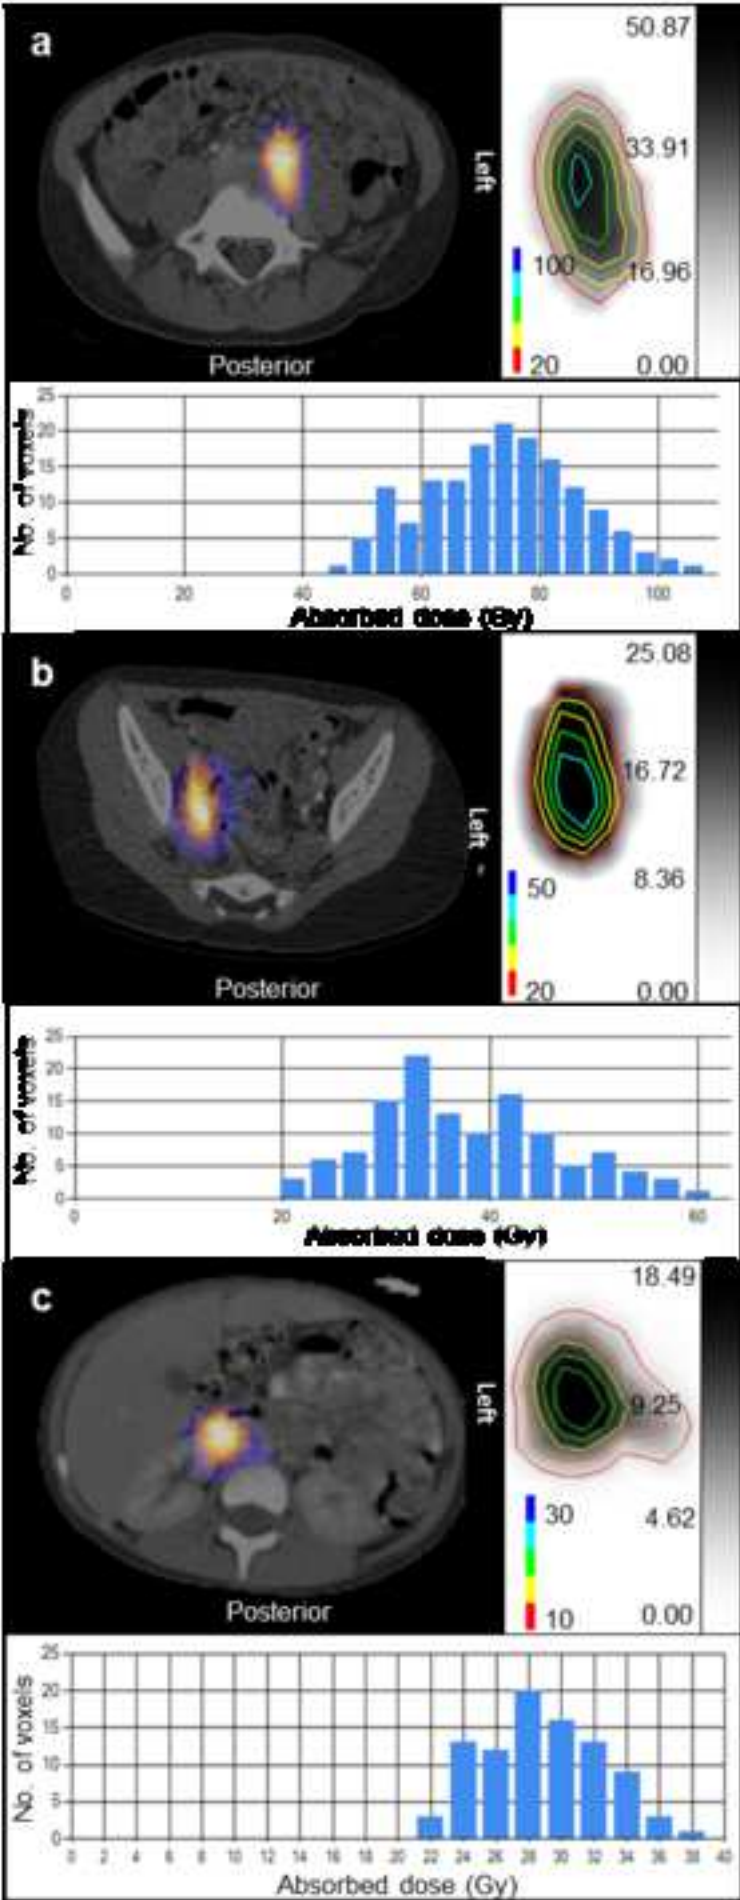 a
50.87
33.91
Left
100
16.96
Posterior
20
0.00
25
20
15
10
5
0
No. of voxels
0 20 40 60 80 100
Absorbed dose (Gy)
b
25.08
16.72
Left
50
8.36
Posterior
20
0.00
25
20
15
10
5
0
No. of voxels
0 20 40 60
Absorbed dose (Gy)
c
18.49
Left
9.25
30
4.62
Posterior
10
0.00
25
20
15
10
5
0
No. of voxels
0 2 4 6 8 10 12 14 16 18 20 22 24 26 28 30 32 34 36 38 40
Absorbed dose (Gy)